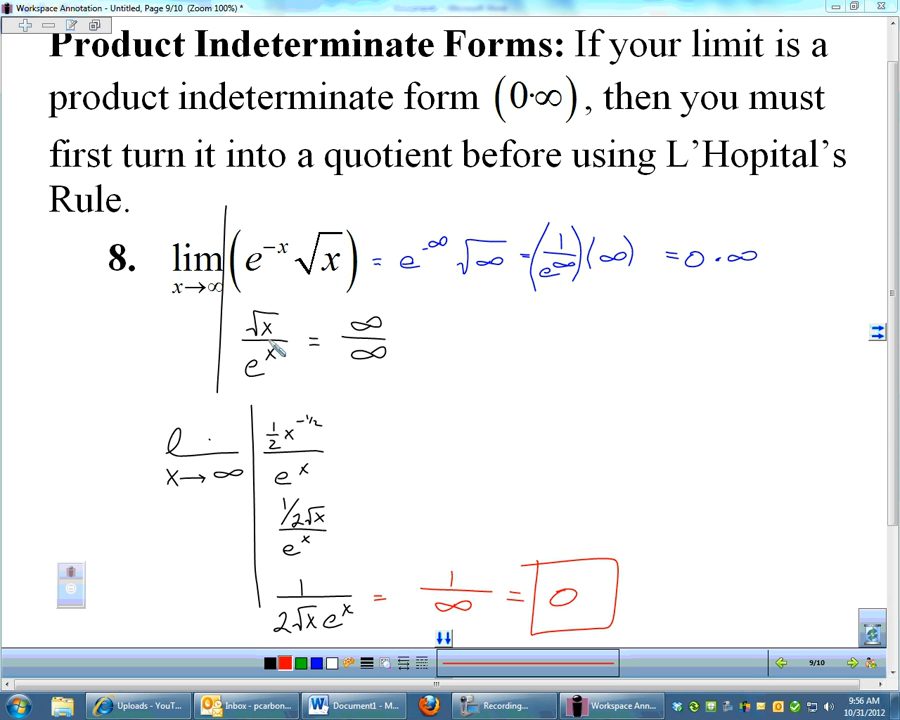 Workspace Annotation - Untitled, Page 9/10 (Zoom 100%) *
Product Indeterminate Forms: If your limit is a
product indeterminate form (0·∞), then you must
first turn it into a quotient before using L'Hopital's
Rule.
8. lim x→∞ (e^{-x} √x) = e^{-∞} √∞ = (1/e^∞)(∞) = 0·∞
√x/e^x = ∞/∞
x→∞ 1/2 x^{-1/2} / e^x
1/2√x / e^x
1/(2√x e^x) = 1/∞ = 0
9/10
Uploads - YouT... Inbox - pcarbon... Document1 - M... Recording... Workspace Ann...
9:56 AM
10/31/2012